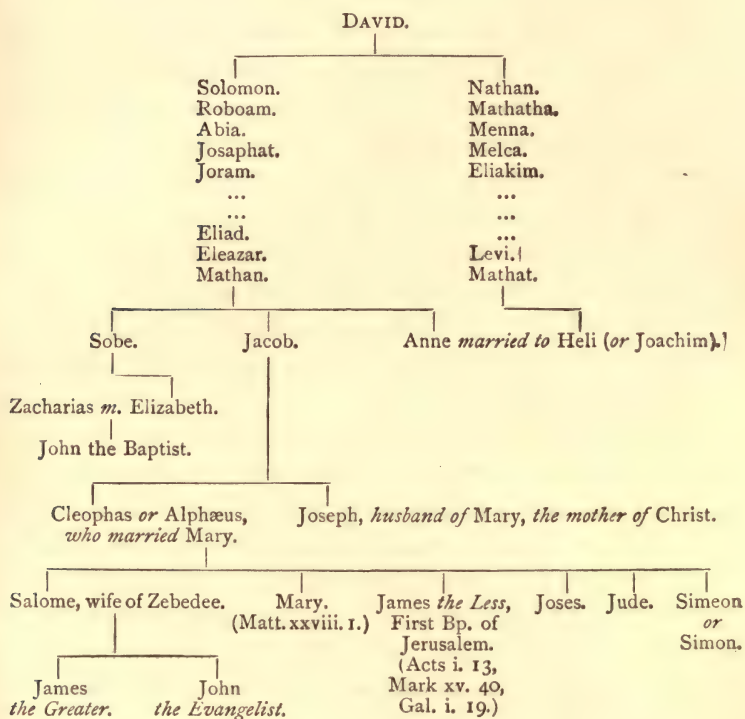 DAVID.
Solomon. Nathan.
Roboam. Mathatha.
Abia. Menna.
Josaphat. Melca.
Joram. Eliakim.
... ...
... ...
Eliad. ...
Eleazar. Levi.
Mathan. Mathat.
Sobe. Jacob. Anne married to Heli (or Joachim).
Zacharias m. Elizabeth.
John the Baptist.
Cleophas or Alphæus, Joseph, husband of Mary, the mother of Christ.
who married Mary.
Salome, wife of Zebedee. Mary. James the Less, Joses. Jude. Simeon
(Matt. xxviii. 1.) First Bp. of or
Jerusalem. Simon.
(Acts i. 13,
James John Mark xv. 40,
the Greater. the Evangelist. Gal. i. 19.)